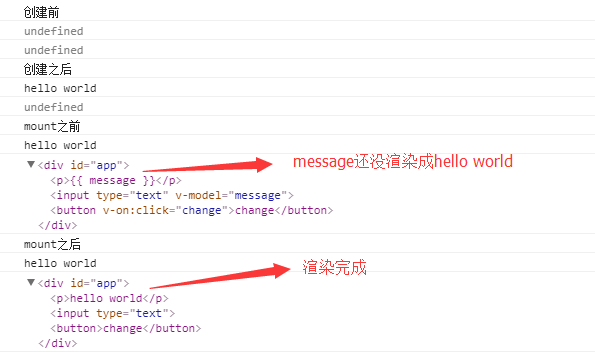 创建前
undefined
undefined
创建之后
hello world
undefined
mount之前
hello world
▼<div id="app">
message还没渲染成hello world
<p>{{ message }}</p>
<input type="text" v-model="message">
<button v-on:click="change">change</button>
</div>
mount之后
hello world
▼<div id="app">
渲染完成
<p>hello world</p>
<input type="text">
<button>change</button>
</div>